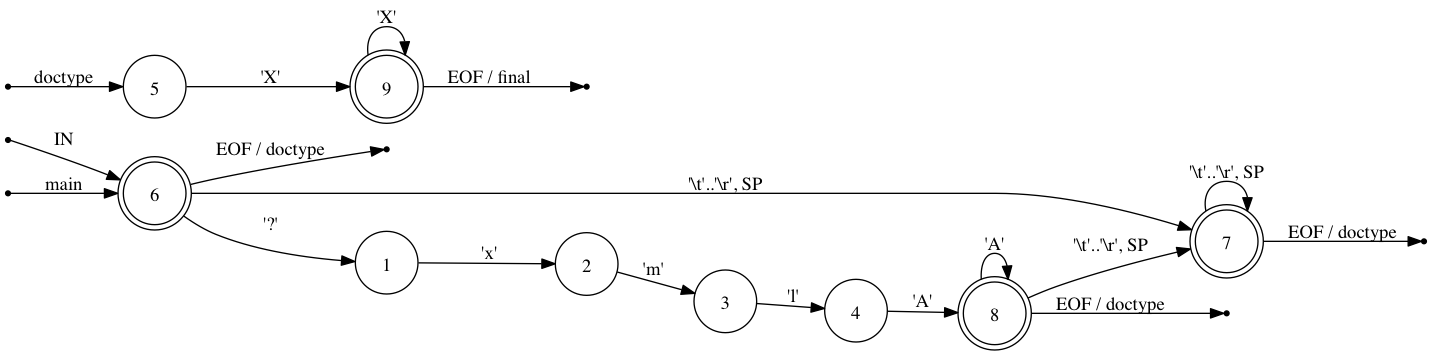 doctype
5
'X'
'X'
9
EOF / final
IN
main
6
EOF / doctype
'\t'..'\r', SP
'?'
1
'x'
2
'm'
3
'l'
4
'A'
'A'
8
'\t'..'\r', SP
EOF / doctype
'\t'..'\r', SP
7
EOF / doctype